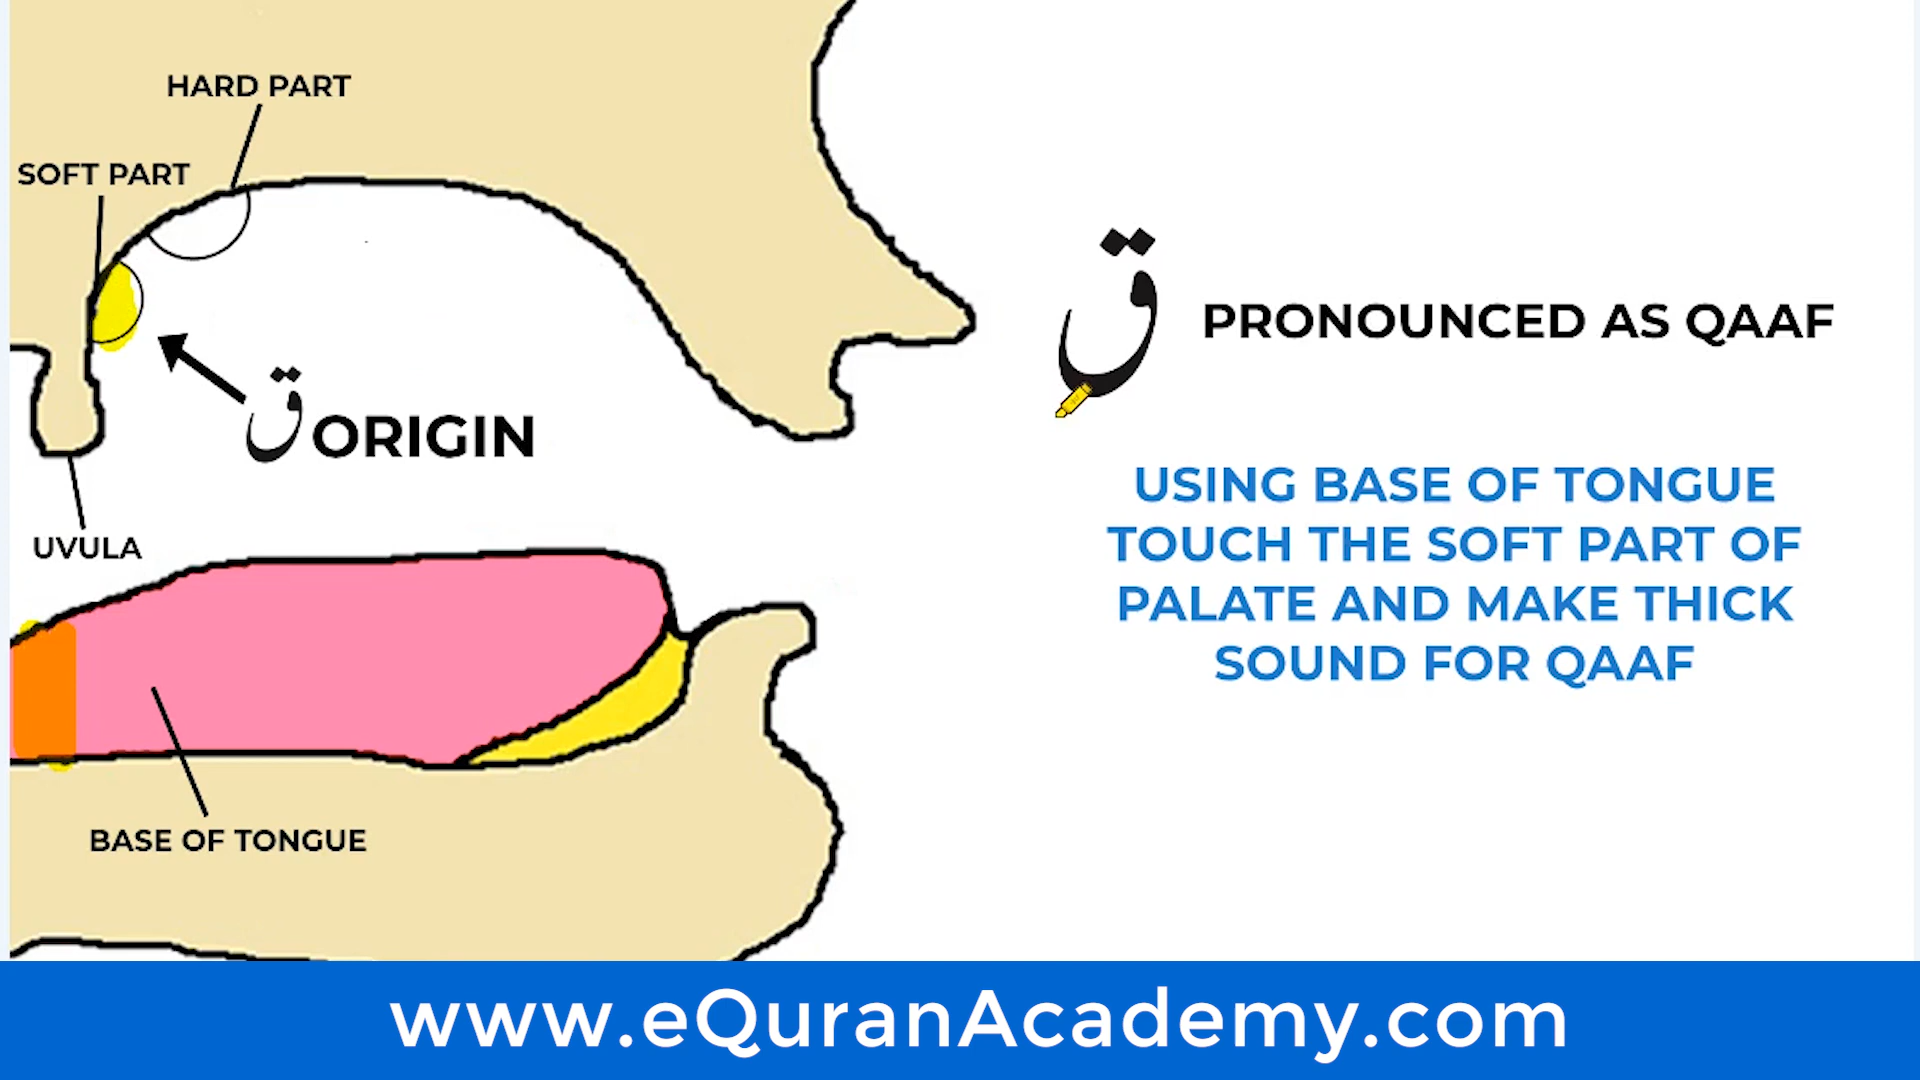 HARD PART
SOFT PART
ق ORIGIN
UVULA
BASE OF TONGUE
ق PRONOUNCED AS QAAF
USING BASE OF TONGUE
TOUCH THE SOFT PART OF
PALATE AND MAKE THICK
SOUND FOR QAAF
www.eQuranAcademy.com